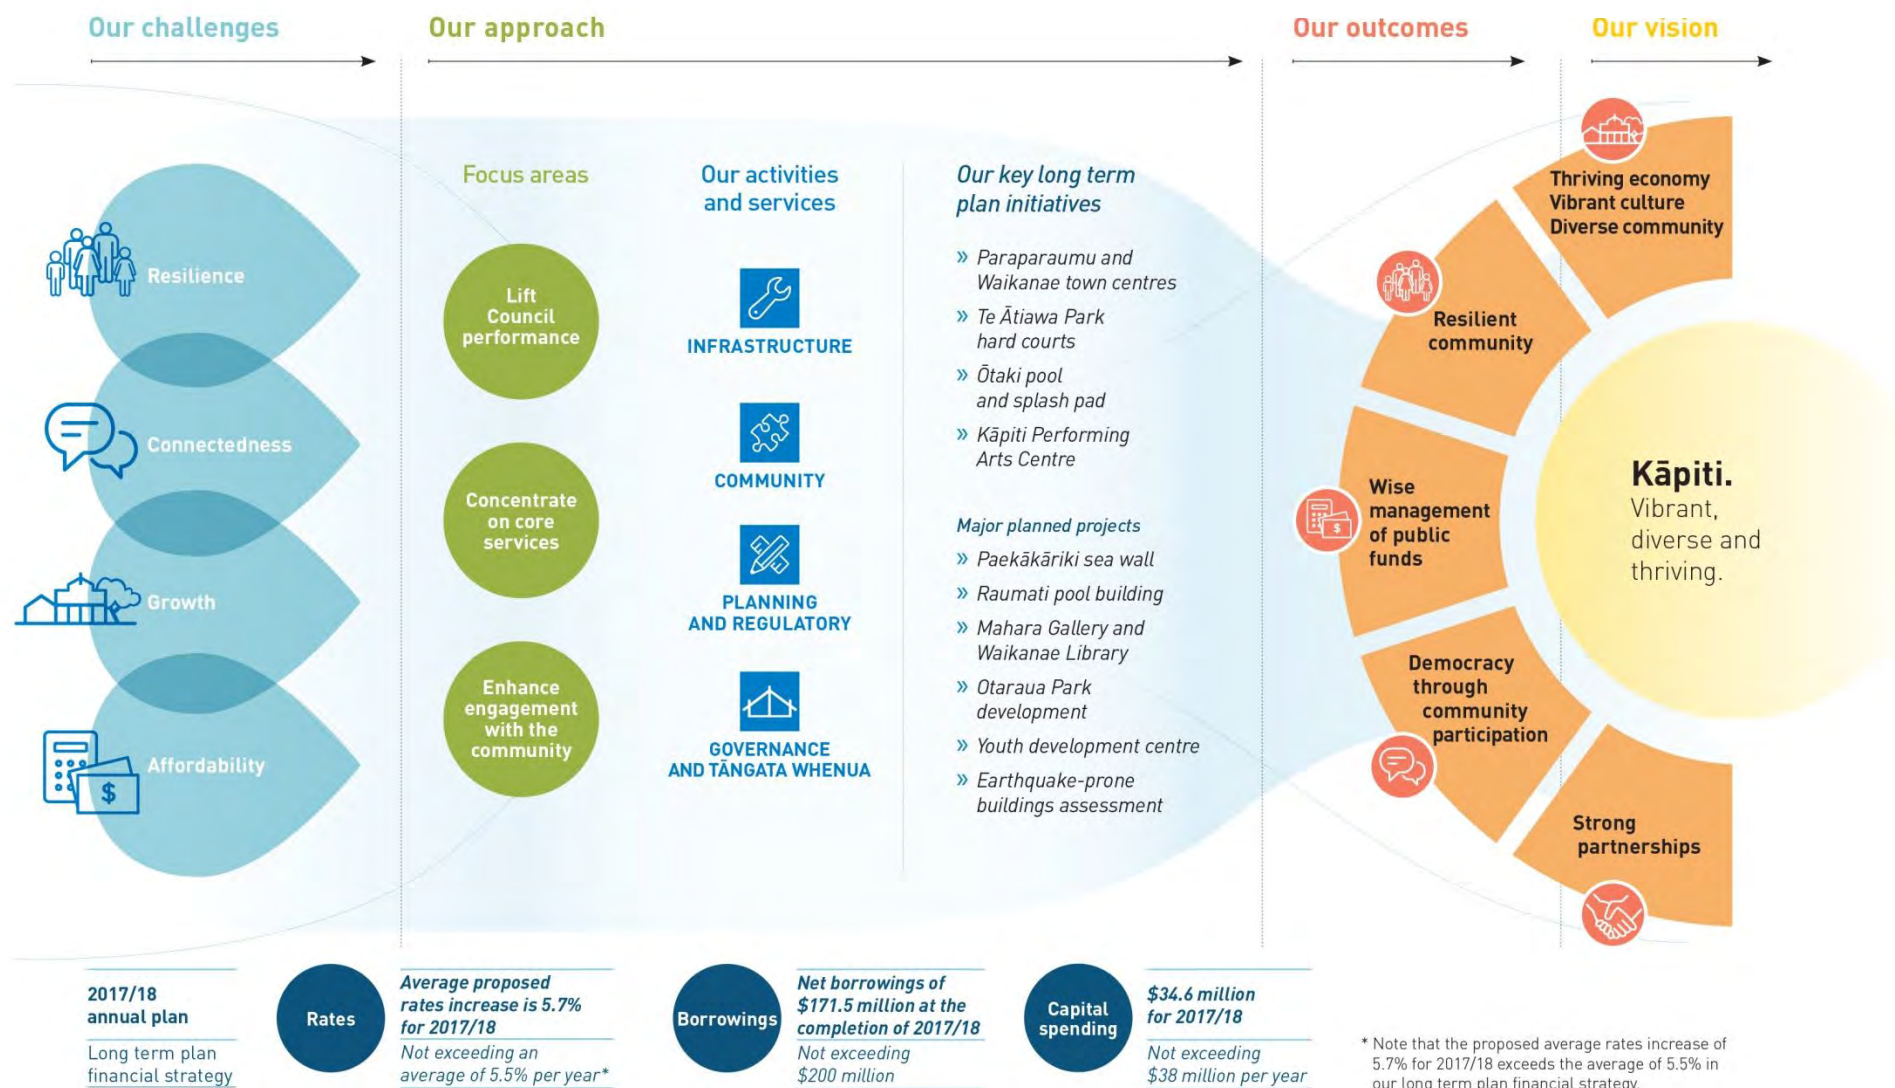 Our challenges
Our approach
Our outcomes
Our vision
Resilience
Connectedness
Growth
Affordability
$
Focus areas
Lift
Council
performance
Concentrate
on core
services
Enhance
engagement
with the
community
Our activities
and services
INFRASTRUCTURE
COMMUNITY
PLANNING
AND REGULATORY
GOVERNANCE
AND TĀNGATA WHENUA
Our key long term
plan initiatives
» Paraparaumu and
Waikanae town centres
» Te Ātiawa Park
hard courts
» Ōtaki pool
and splash pad
» Kāpiti Performing
Arts Centre
Major planned projects
» Paekākāriki sea wall
» Raumati pool building
» Mahara Gallery and
Waikanae Library
» Otaraua Park
development
» Youth development centre
» Earthquake-prone
buildings assessment
Thriving economy
Vibrant culture
Diverse community
Resilient
community
$
Wise
management
of public
funds
Democracy
through
community
participation
Strong
partnerships
Kāpiti.
Vibrant,
diverse and
thriving.
2017/18
annual plan
Long term plan
financial strategy
Rates
Average proposed
rates increase is 5.7%
for 2017/18
Not exceeding an
average of 5.5% per year*
Borrowings
Net borrowings of
$171.5 million at the
completion of 2017/18
Not exceeding
$200 million
Capital
spending
$34.6 million
for 2017/18
Not exceeding
$38 million per year
* Note that the proposed average rates increase of
5.7% for 2017/18 exceeds the average of 5.5% in
our long term plan financial strategy.